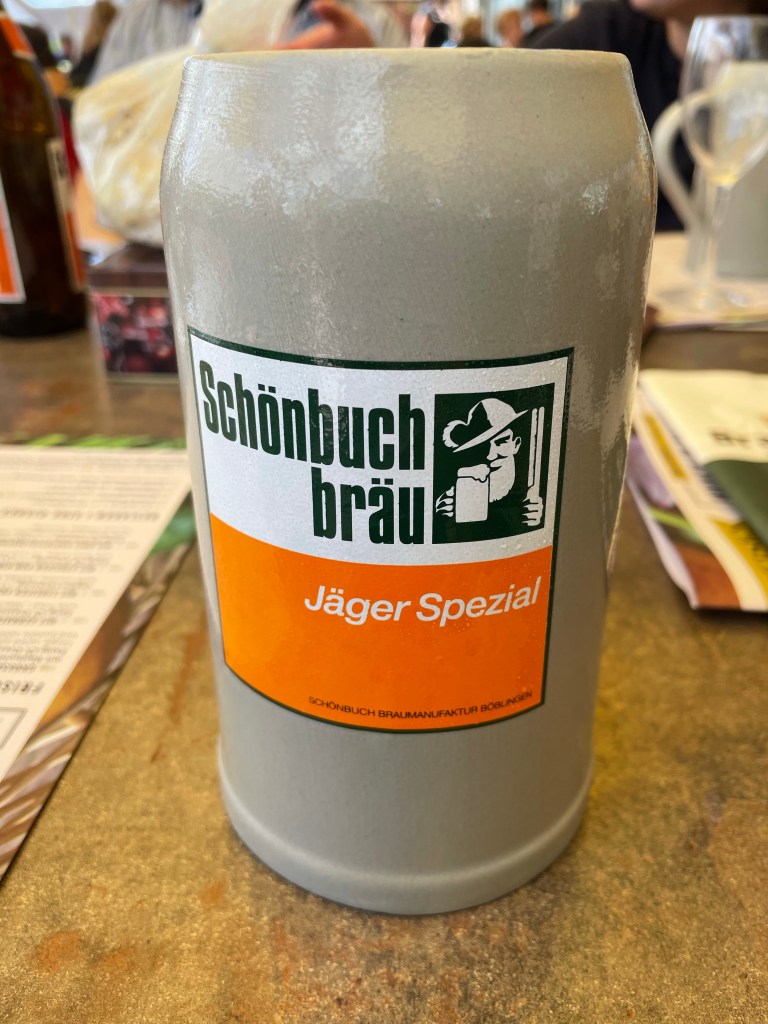 Schönbuch
bräu
Jäger Spezial
SCHÖNBUCH BRAUMANUFAKTUR BÖBLINGEN